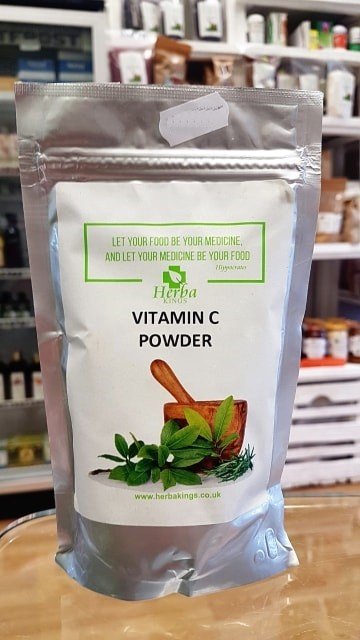 LET YOUR FOOD BE YOUR MEDICINE,
AND LET YOUR MEDICINE BE YOUR FOOD
Hippocrates
Herba
KINGS
VITAMIN C
POWDER
www.herbakings.co.uk